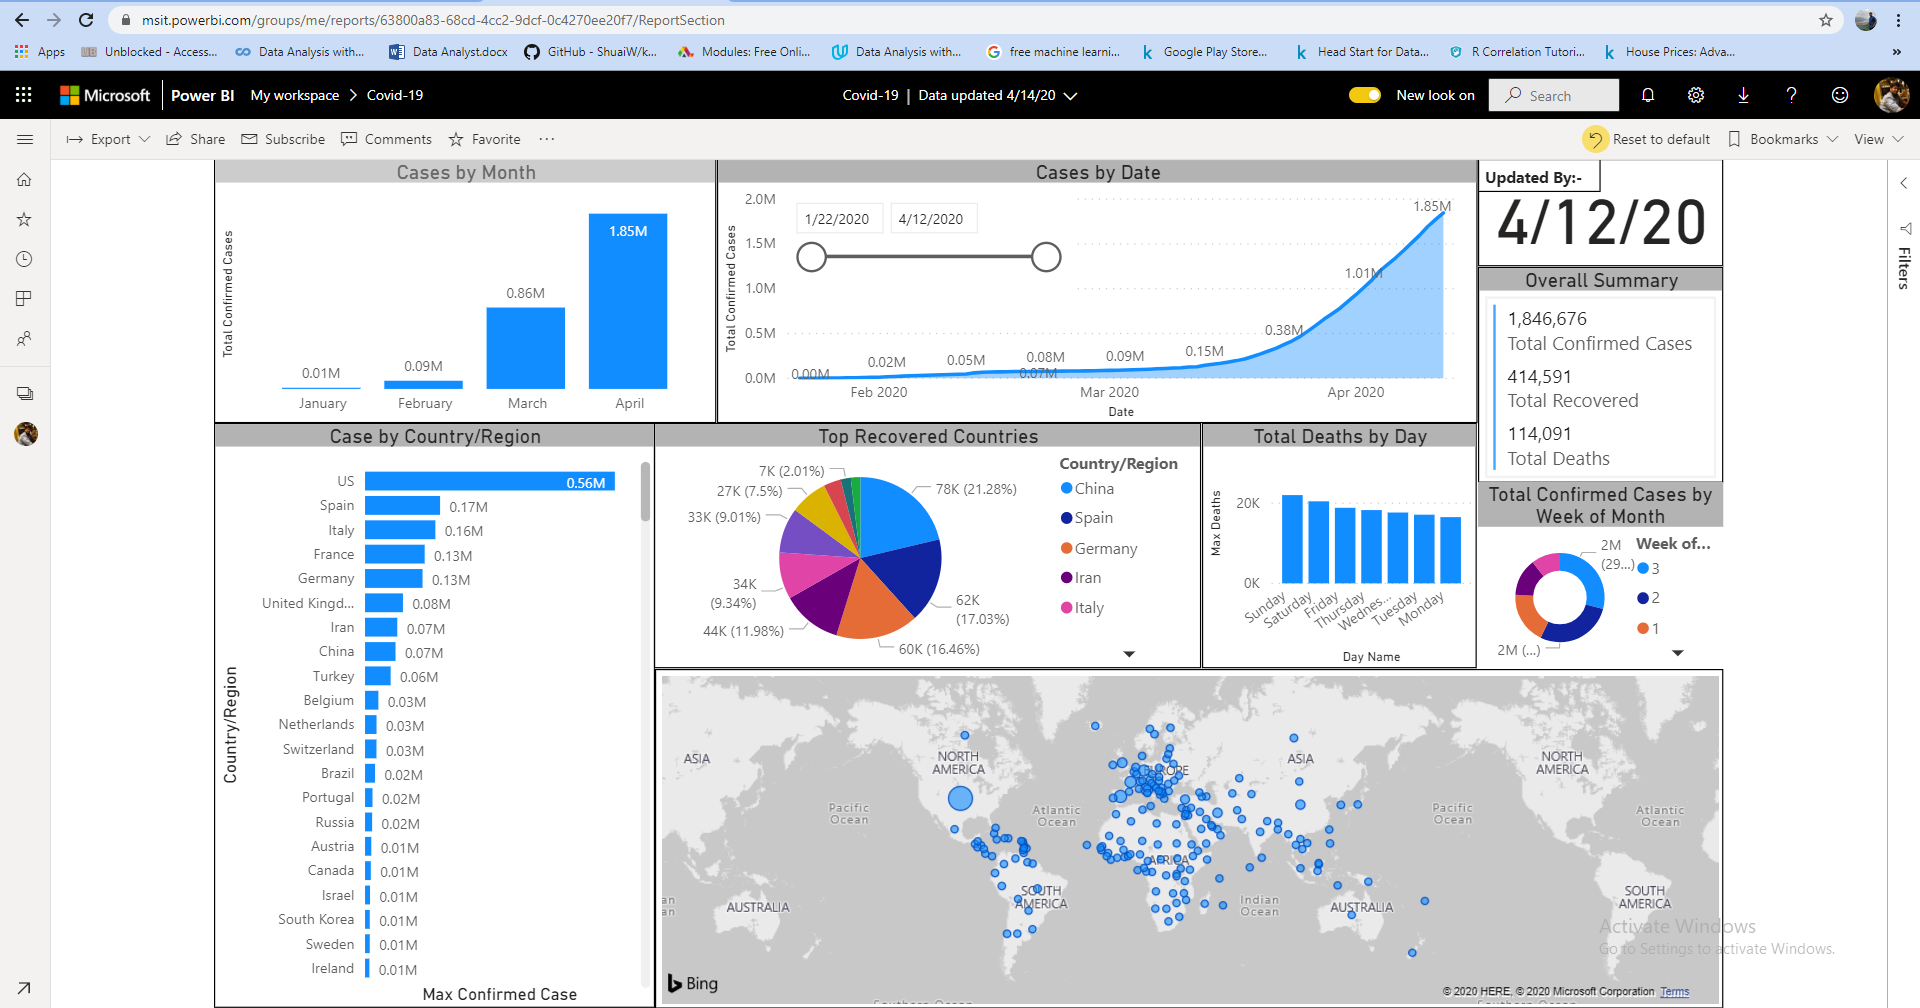 msit.powerbi.com/groups/me/reports/63800a83-68cd-4cc2-9dcf-0c4270ee20f7/ReportSection
Apps
Unblocked - Access...
Data Analysis with...
Data Analyst.docx
GitHub - ShuaiW/k...
Modules: Free Onli...
Data Analysis with...
free machine learni...
Google Play Store...
Head Start for Data...
R Correlation Tutori...
House Prices: Adva...
»
Microsoft
Power BI
My workspace > Covid-19
Covid-19 | Data updated 4/14/20
New look on
Search
Export
Share
Subscribe
Comments
Favorite
...
Reset to default
Bookmarks
View
Filters
Cases by Month
Total Confirmed Cases
0.01M
0.09M
0.86M
1.85M
January
February
March
April
Cases by Date
Total Confirmed Cases
2.0M
1.5M
1.0M
0.5M
0.0M
1/22/2020
4/12/2020
0.00M
0.02M
0.05M
0.08M
0.07M
0.09M
0.15M
0.38M
1.01M
1.85M
Feb 2020
Mar 2020
Apr 2020
Date
Updated By:-
4/12/20
Overall Summary
1,846,676
Total Confirmed Cases
414,591
Total Recovered
114,091
Total Deaths
Case by Country/Region
Country/Region
US 0.56M
Spain 0.17M
Italy 0.16M
France 0.13M
Germany 0.13M
United Kingd... 0.08M
Iran 0.07M
China 0.07M
Turkey 0.06M
Belgium 0.03M
Netherlands 0.03M
Switzerland 0.03M
Brazil 0.02M
Portugal 0.02M
Russia 0.02M
Austria 0.01M
Canada 0.01M
Israel 0.01M
South Korea 0.01M
Sweden 0.01M
Ireland 0.01M
Max Confirmed Case
Top Recovered Countries
7K (2.01%)
27K (7.5%)
33K (9.01%)
34K
(9.34%)
44K (11.98%)
78K (21.28%)
62K
(17.03%)
60K (16.46%)
Country/Region
China
Spain
Germany
Iran
Italy
Total Deaths by Day
Max Deaths
20K
0K
Sunday
Saturday
Friday
Thursday
Wednes...
Tuesday
Monday
Day Name
Total Confirmed Cases by
Week of Month
2M
(29...)
2M (...)
Week of...
3
2
1
ASIA
NORTH
AMERICA
EUROPE
ASIA
NORTH
AMERICA
Pacific
Ocean
Atlantic
Ocean
Pacific
Ocean
Atlantic
Ocean
AFRICA
AUSTRALIA
SOUTH
AMERICA
Indian
Ocean
AUSTRALIA
SOUTH
AMERICA
Activate Windows
Go to Settings to activate Windows.
Bing
© 2020 HERE, © 2020 Microsoft Corporation Terms